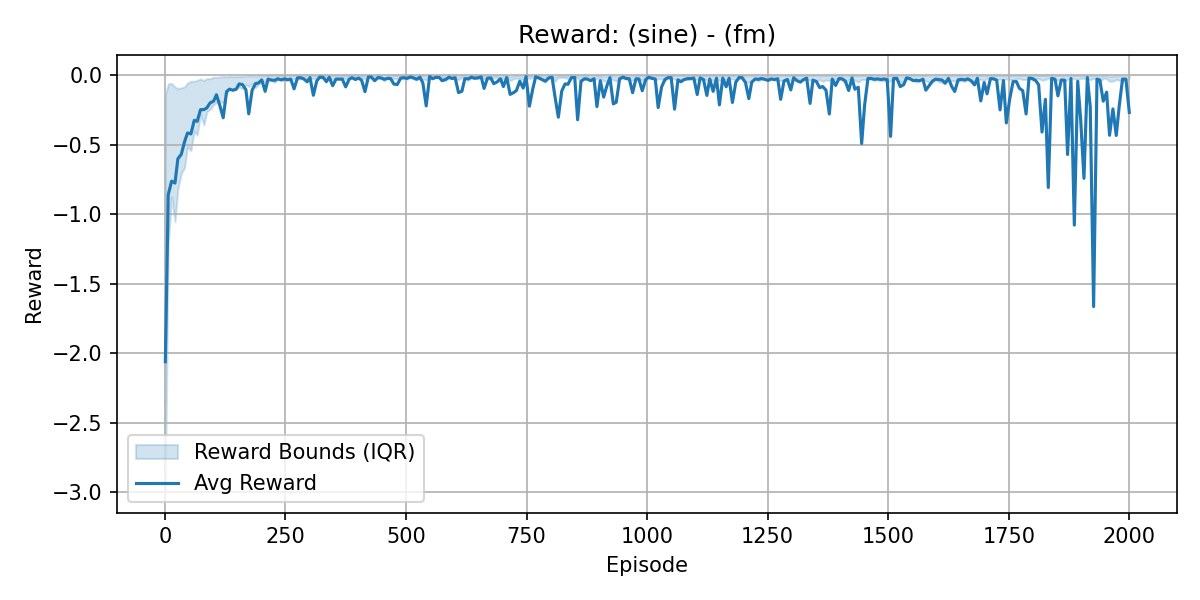 Reward: (sine) - (fm)
0.0
−0.5
−1.0
−1.5
−2.0
−2.5
−3.0
Reward
Reward Bounds (IQR)
Avg Reward
0 250 500 750 1000 1250 1500 1750 2000
Episode